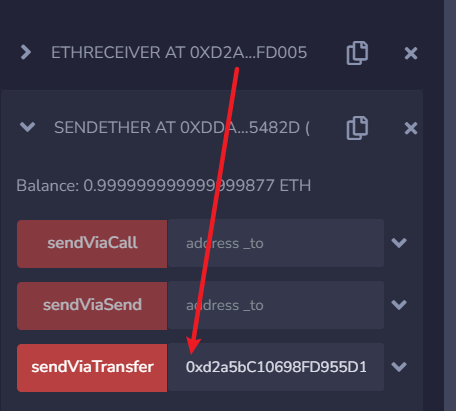 ETHRECEIVER AT 0XD2A...FD005
SENDETHER AT 0XDDA...5482D (
Balance: 0.999999999999999877 ETH
sendViaCall address _to
sendViaSend address _to
sendViaTransfer 0xd2a5bC10698FD955D1